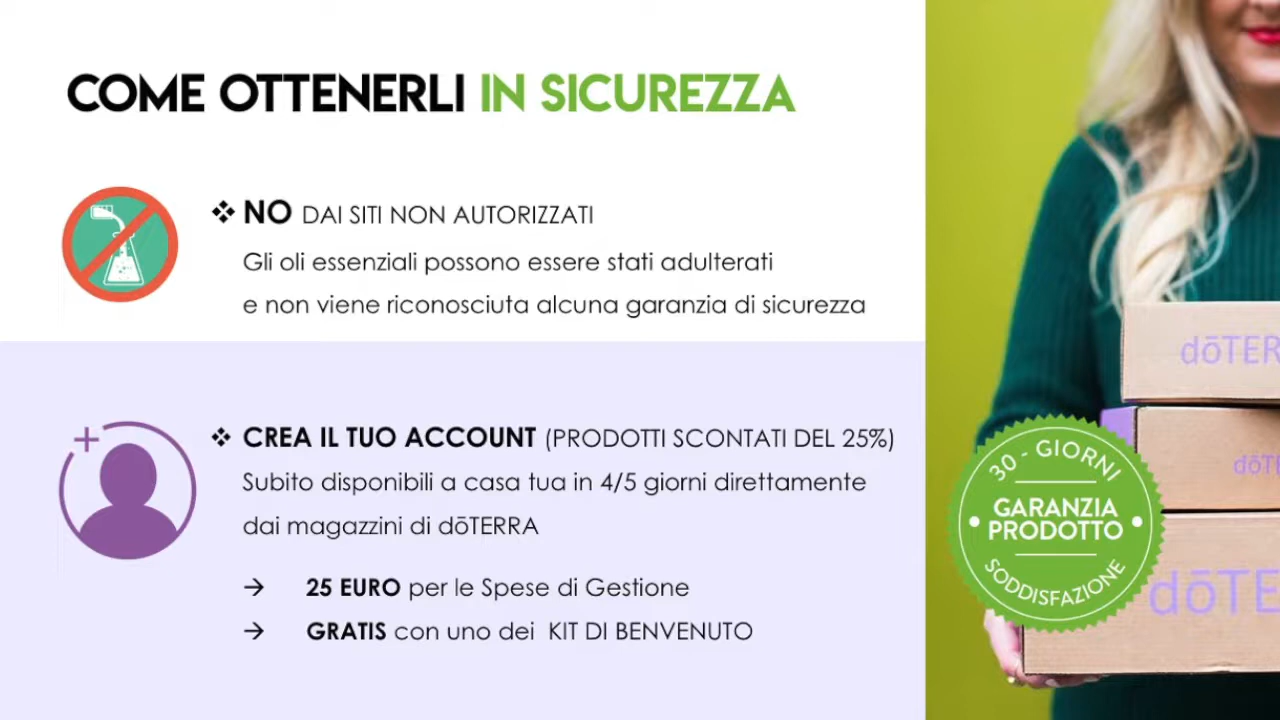 COME OTTENERLI IN SICUREZZA
❖ NO DAI SITI NON AUTORIZZATI
Gli oli essenziali possono essere stati adulterati
e non viene riconosciuta alcuna garanzia di sicurezza
❖ CREA IL TUO ACCOUNT (PRODOTTI SCONTATI DEL 25%)
Subito disponibili a casa tua in 4/5 giorni direttamente
dai magazzini di dōTERRA
→ 25 EURO per le Spese di Gestione
→ GRATIS con uno dei KIT DI BENVENUTO
dōTER
dōTE
30 - GIORNI
GARANZIA
PRODOTTO
SODDISFAZIONE
dōTE